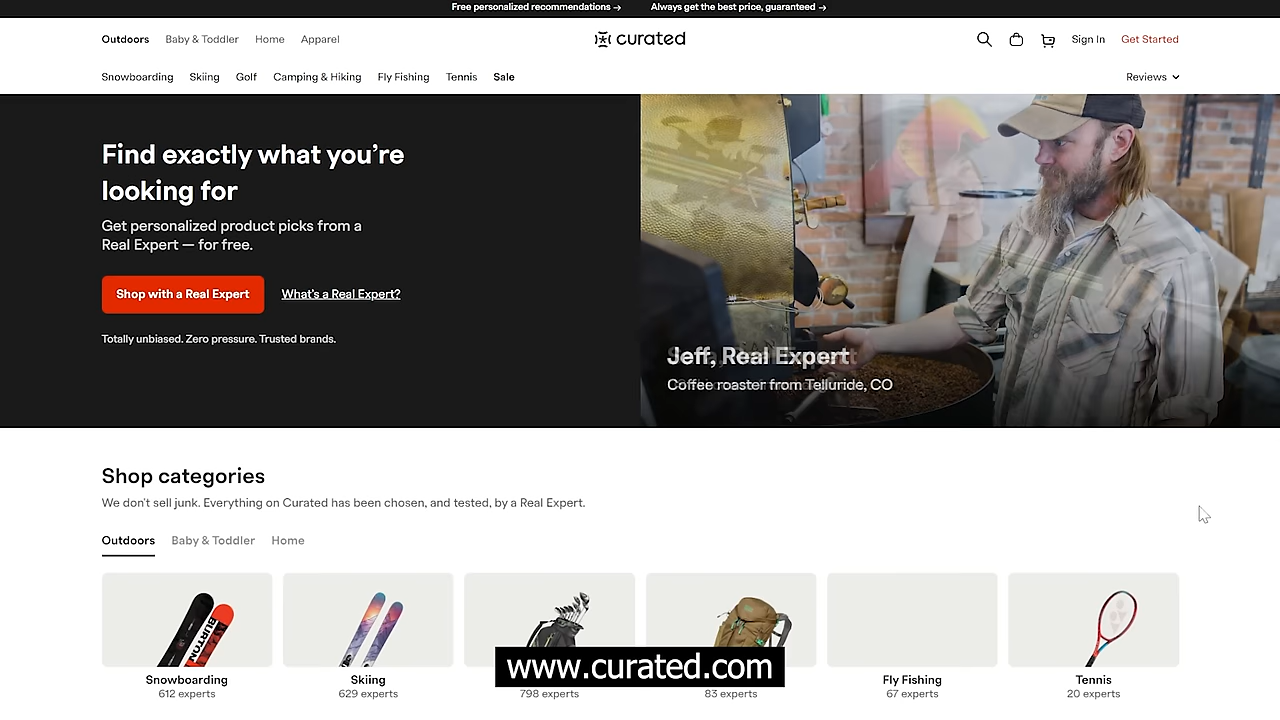 Free personalized recommendations → Always get the best price, guaranteed →
Outdoors Baby & Toddler Home Apparel curated Sign In Get Started
Snowboarding Skiing Golf Camping & Hiking Fly Fishing Tennis Sale Reviews
Find exactly what you're
looking for
Get personalized product picks from a
Real Expert — for free.
Shop with a Real Expert What's a Real Expert?
Totally unbiased. Zero pressure. Trusted brands.
Jeff, Real Expert
Coffee roaster from Telluride, CO
Shop categories
We don't sell junk. Everything on Curated has been chosen, and tested, by a Real Expert.
Outdoors Baby & Toddler Home
BURTON
www.curated.com
Snowboarding Skiing Fly Fishing Tennis
612 experts 629 experts 798 experts 83 experts 67 experts 20 experts